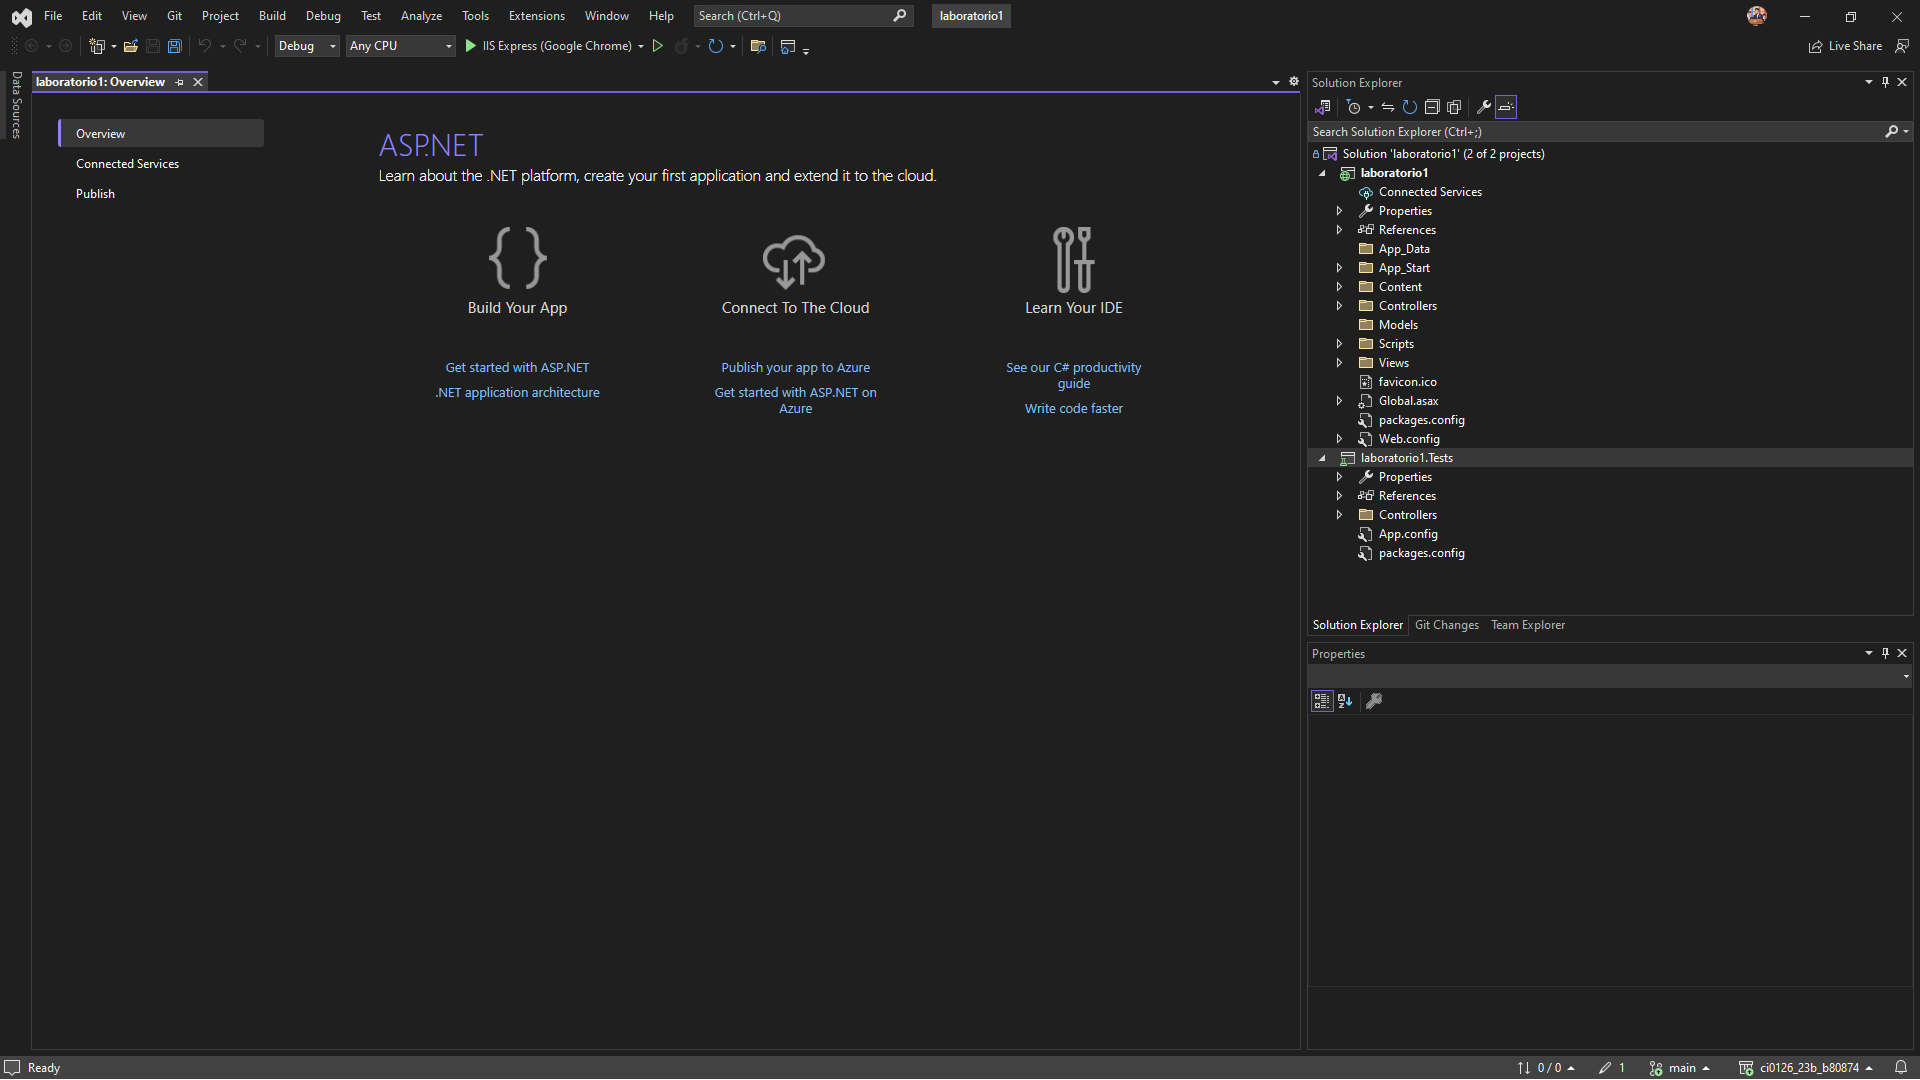 File Edit View Git Project Build Debug Test Analyze Tools Extensions Window Help Search (Ctrl+Q) laboratorio1
Debug Any CPU IIS Express (Google Chrome) Live Share
Data Sources
laboratorio1: Overview
Overview
Connected Services
Publish
ASP.NET
Learn about the .NET platform, create your first application and extend it to the cloud.
Build Your App
Connect To The Cloud
Learn Your IDE
Get started with ASP.NET
.NET application architecture
Publish your app to Azure
Get started with ASP.NET on
Azure
See our C# productivity
guide
Write code faster
Solution Explorer
Search Solution Explorer (Ctrl+;)
Solution 'laboratorio1' (2 of 2 projects)
laboratorio1
Connected Services
Properties
References
App_Data
App_Start
Content
Controllers
Models
Scripts
Views
favicon.ico
Global.asax
packages.config
Web.config
laboratorio1.Tests
Properties
References
Controllers
App.config
packages.config
Solution Explorer Git Changes Team Explorer
Properties
Ready 0 / 0 1 main ci0126_23b_b80874